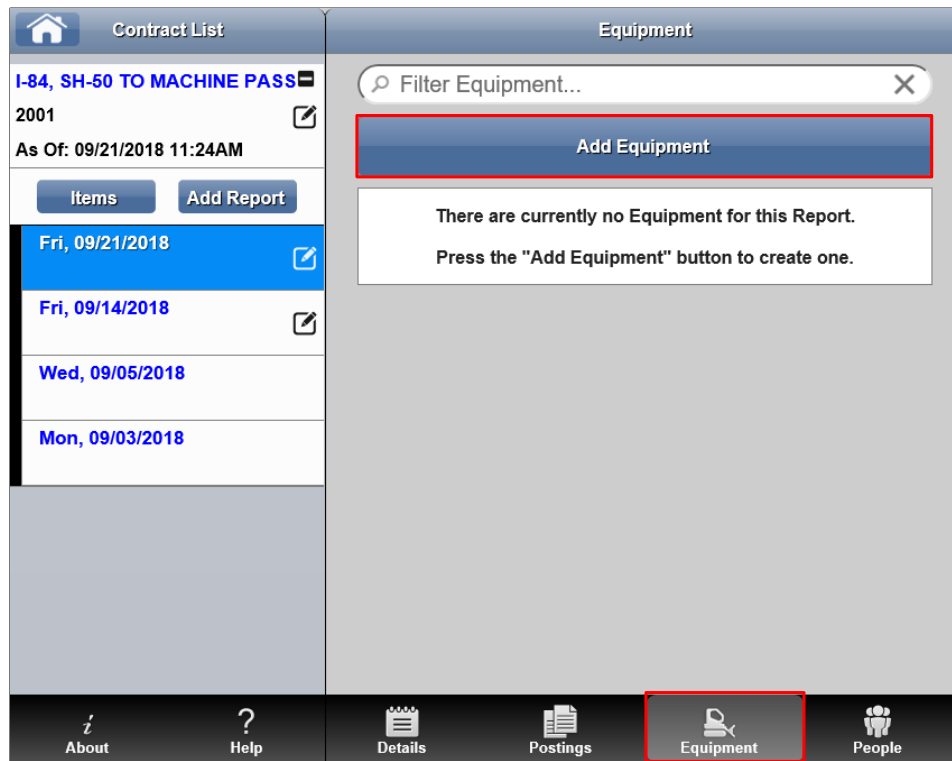 Contract List
Equipment
I-84, SH-50 TO MACHINE PASS
2001
As Of: 09/21/2018 11:24AM
Items
Add Report
Fri, 09/21/2018
Fri, 09/14/2018
Wed, 09/05/2018
Mon, 09/03/2018
Filter Equipment...
Add Equipment
There are currently no Equipment for this Report.
Press the "Add Equipment" button to create one.
i
About
?
Help
Details
Postings
Equipment
People